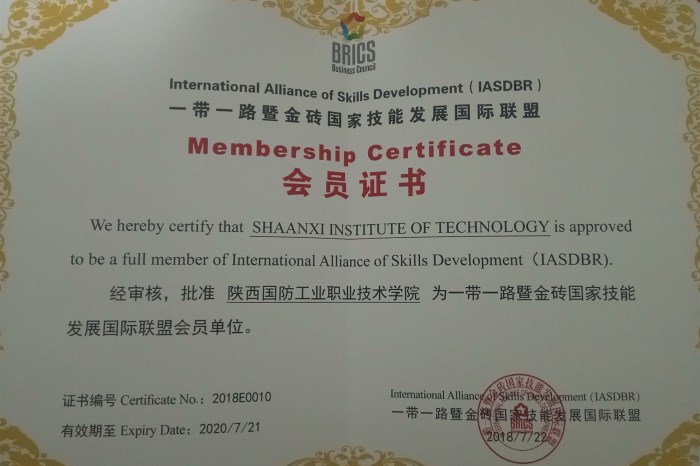 BRICS
Business Council
International Alliance of Skills Development（IASDBR）
一带一路暨金砖国家技能发展国际联盟
Membership Certificate
会员证书
We hereby certify that SHAANXI INSTITUTE OF TECHNOLOGY is approved
to be a full member of International Alliance of Skills Development（IASDBR).
经审核，批准 陕西国防工业职业技术学院 为一带一路暨金砖国家技能
发展国际联盟会员单位。
证书编号 Certificate No.: 2018E0010
有效期至 Expiry Date: 2020/7/21
International Alliance of Skills Development (IASDBR)
一带一路暨金砖国家技能发展国际联盟
BRICS
2018/7/22